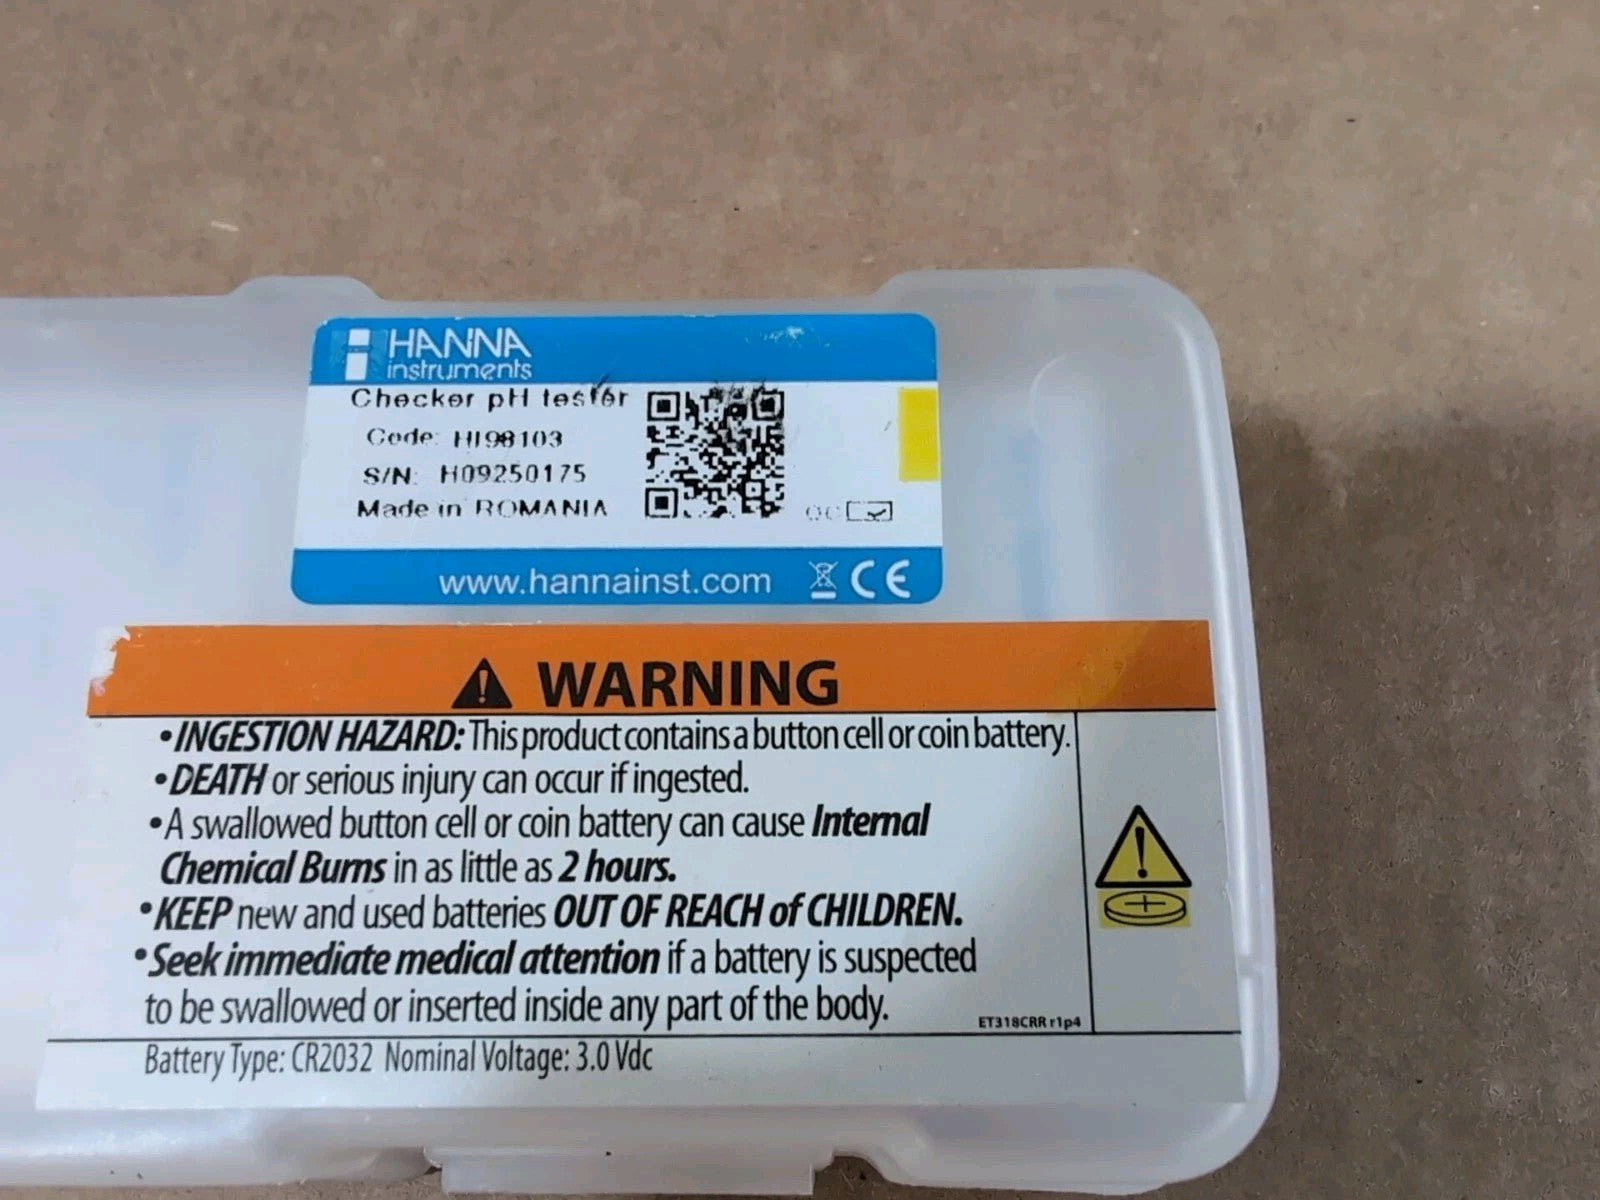 HANNA
instruments
Checker pH tester
Code: HI98103
S/N: H09250175
Made in ROMANIA
QC
www.hannainst.com
CE
WARNING
•INGESTION HAZARD: This product contains a button cell or coin battery.
•DEATH or serious injury can occur if ingested.
•A swallowed button cell or coin battery can cause Internal
Chemical Burns in as little as 2 hours.
•KEEP new and used batteries OUT OF REACH of CHILDREN.
•Seek immediate medical attention if a battery is suspected
to be swallowed or inserted inside any part of the body.
ET318CRR r1p4
Battery Type: CR2032 Nominal Voltage: 3.0 Vdc